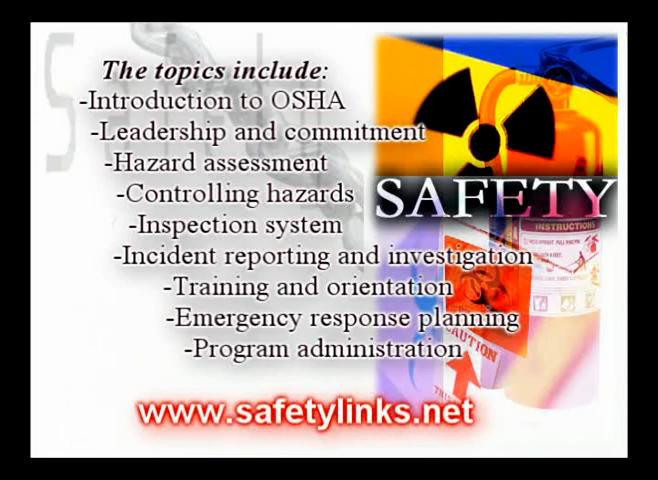 The topics include:
-Introduction to OSHA
-Leadership and commitment
-Hazard assessment
-Controlling hazards
SAFETY
-Inspection system
INSTRUCTIONS
-Incident reporting and investigation
-Training and orientation
-Emergency response planning
-Program administration
CAUTION
www.safetylinks.net